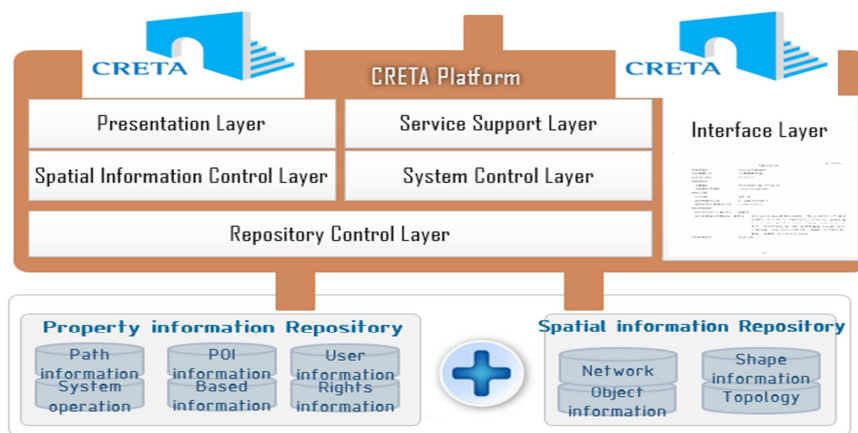 CRETA
CRETA
CRETA Platform
Presentation Layer
Service Support Layer
Interface Layer
Spatial Information Control Layer
System Control Layer
Repository Control Layer
Property information Repository
Path
information
System
operation
POI
information
Based
information
User
information
Rights
information
Spatial information Repository
Network
Object
information
Shape
information
Topology